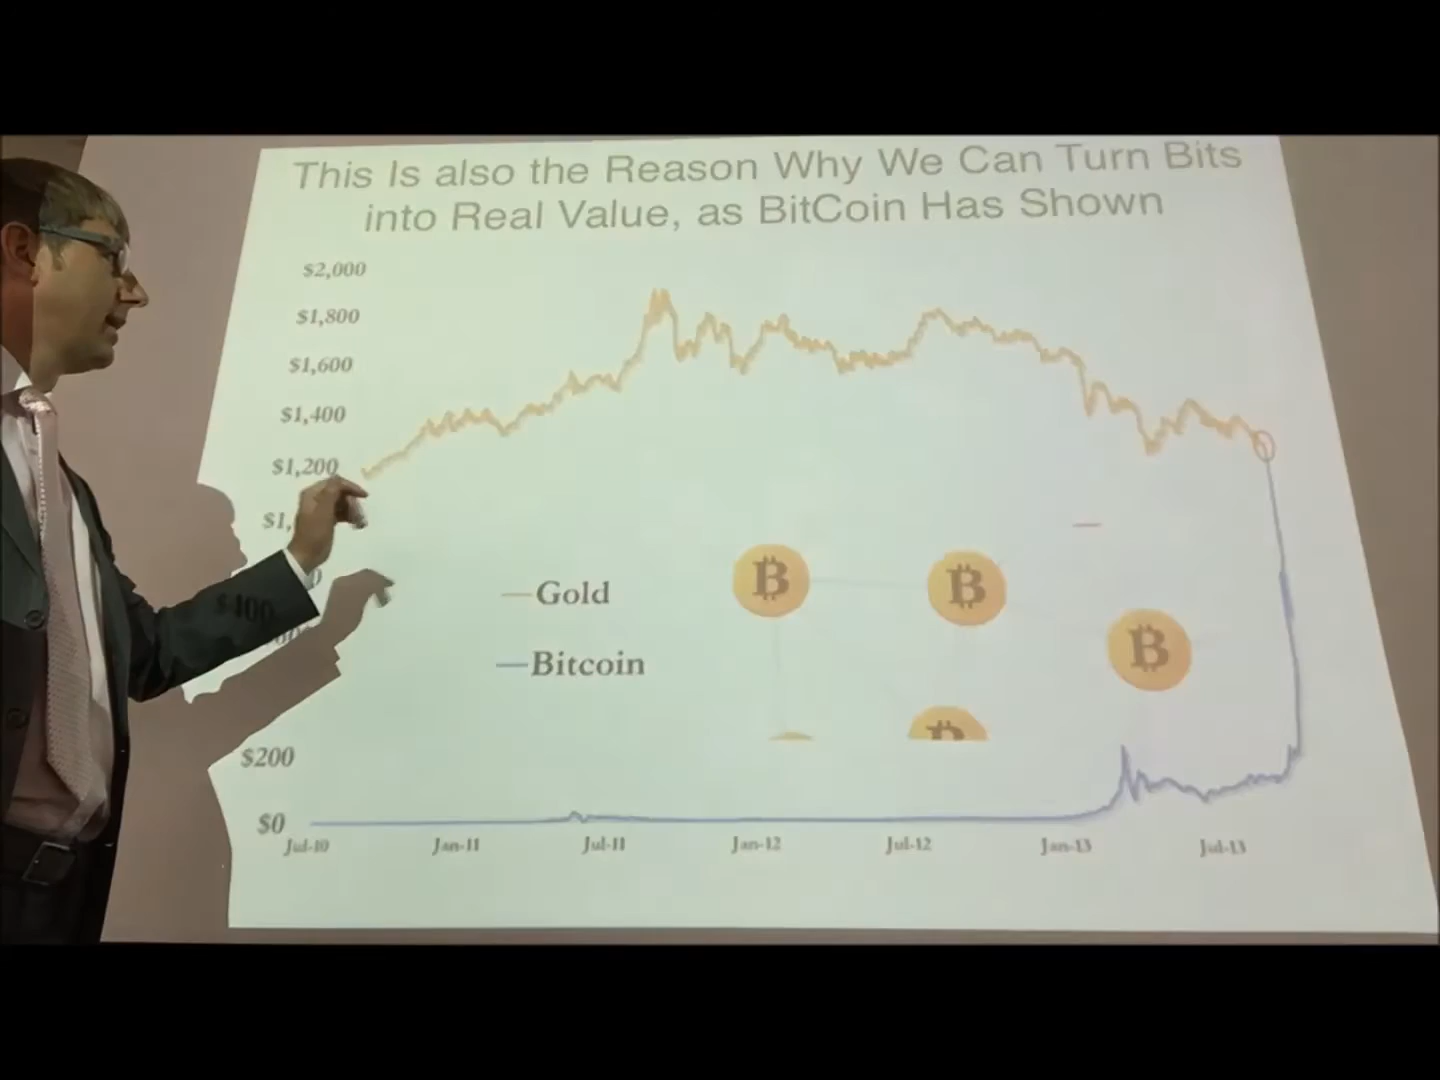 This Is also the Reason Why We Can Turn Bits
into Real Value, as BitCoin Has Shown
$2,000
$1,800
$1,600
$1,400
$1,200
$400
$200
$0
Gold
Bitcoin
Jul-10
Jan-11
Jul-11
Jan-12
Jul-12
Jan-13
Jul-13